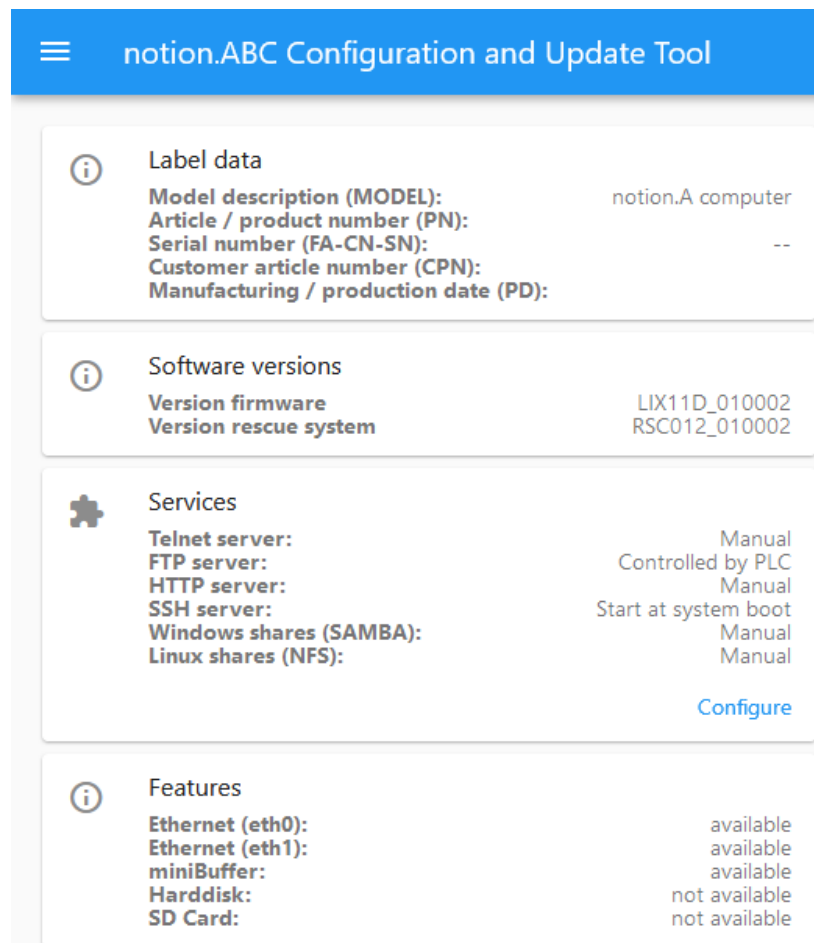 notion.ABC Configuration and Update Tool
Label data
Model description (MODEL): notion.A computer
Article / product number (PN):
Serial number (FA-CN-SN): --
Customer article number (CPN):
Manufacturing / production date (PD):
Software versions
Version firmware LIX11D_010002
Version rescue system RSC012_010002
Services
Telnet server: Manual
FTP server: Controlled by PLC
HTTP server: Manual
SSH server: Start at system boot
Windows shares (SAMBA): Manual
Linux shares (NFS): Manual
Configure
Features
Ethernet (eth0): available
Ethernet (eth1): available
miniBuffer: available
Harddisk: not available
SD Card: not available